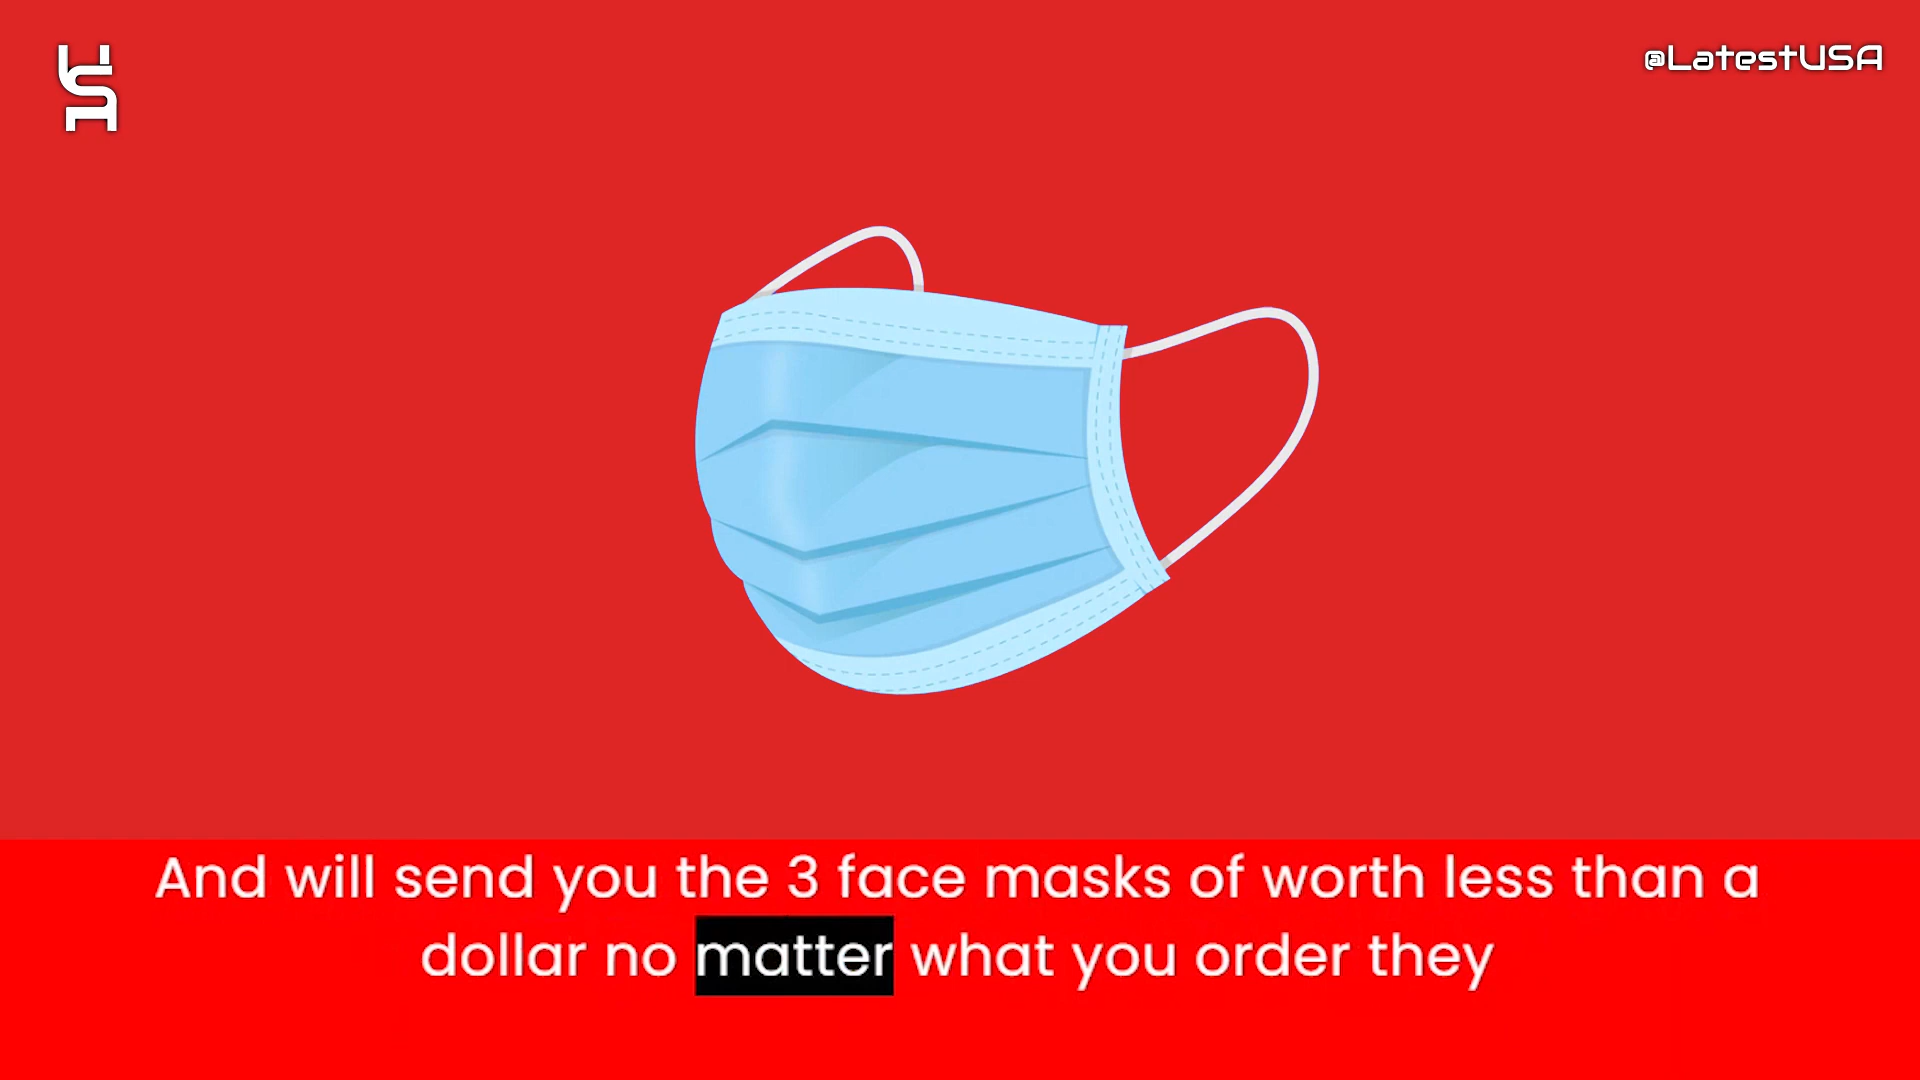 USA
@LatestUSA
And will send you the 3 face masks of worth less than a
dollar no matter what you order they